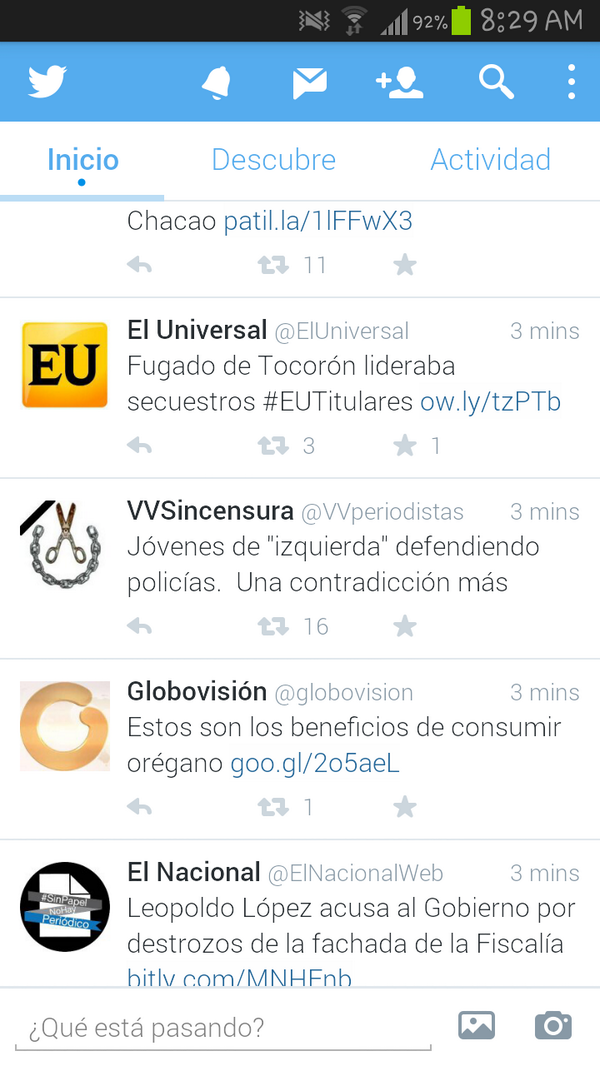 92% 8:29 AM
Inicio Descubre Actividad
Chacao patil.la/1lFFwX3
11
EU
El Universal @ElUniversal 3 mins
Fugado de Tocorón lideraba
secuestros #EUTitulares ow.ly/tzPTb
3 1
VVSincensura @VVperiodistas 3 mins
Jóvenes de "izquierda" defendiendo
policías. Una contradicción más
16
Globovisión @globovision 3 mins
Estos son los beneficios de consumir
orégano goo.gl/2o5aeL
1
#SinPapel
NoHay
Periódico
El Nacional @ElNacionalWeb 3 mins
Leopoldo López acusa al Gobierno por
destrozos de la fachada de la Fiscalía
bitly.com/MNHFnb
¿Qué está pasando?